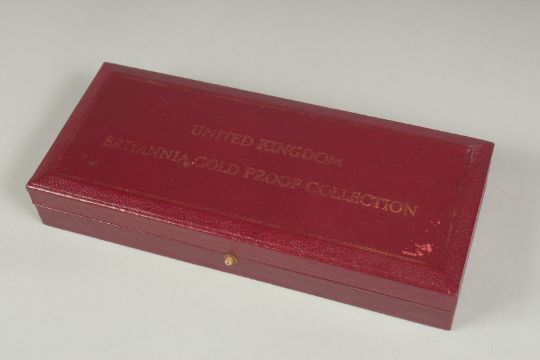 UNITED KINGDOM
BRITANNIA GOLD PROOF COLLECTION